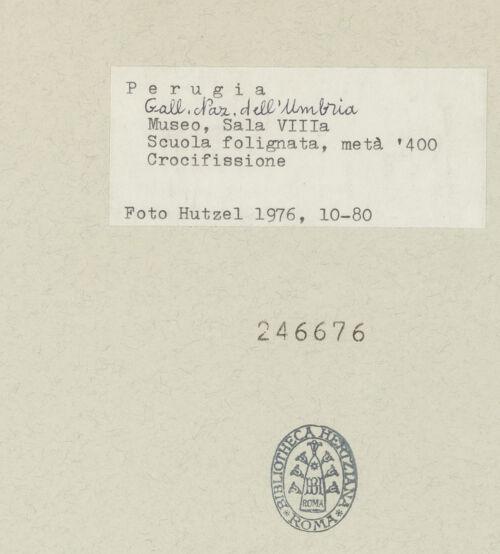 Perugia
Gall. Naz. dell'Umbria
Museo, Sala VIIIa
Scuola folignata, metà '400
Crocifissione
Foto Hutzel 1976, 10-80
246676
BIBLIOTHECA HERTZIANA
ROMA
*ROMA*